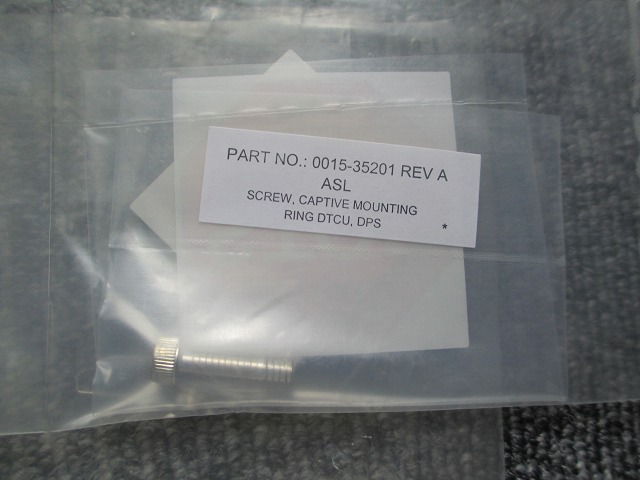 PART NO.: 0015-35201 REV A
ASL
SCREW, CAPTIVE MOUNTING
RING DTCU, DPS *